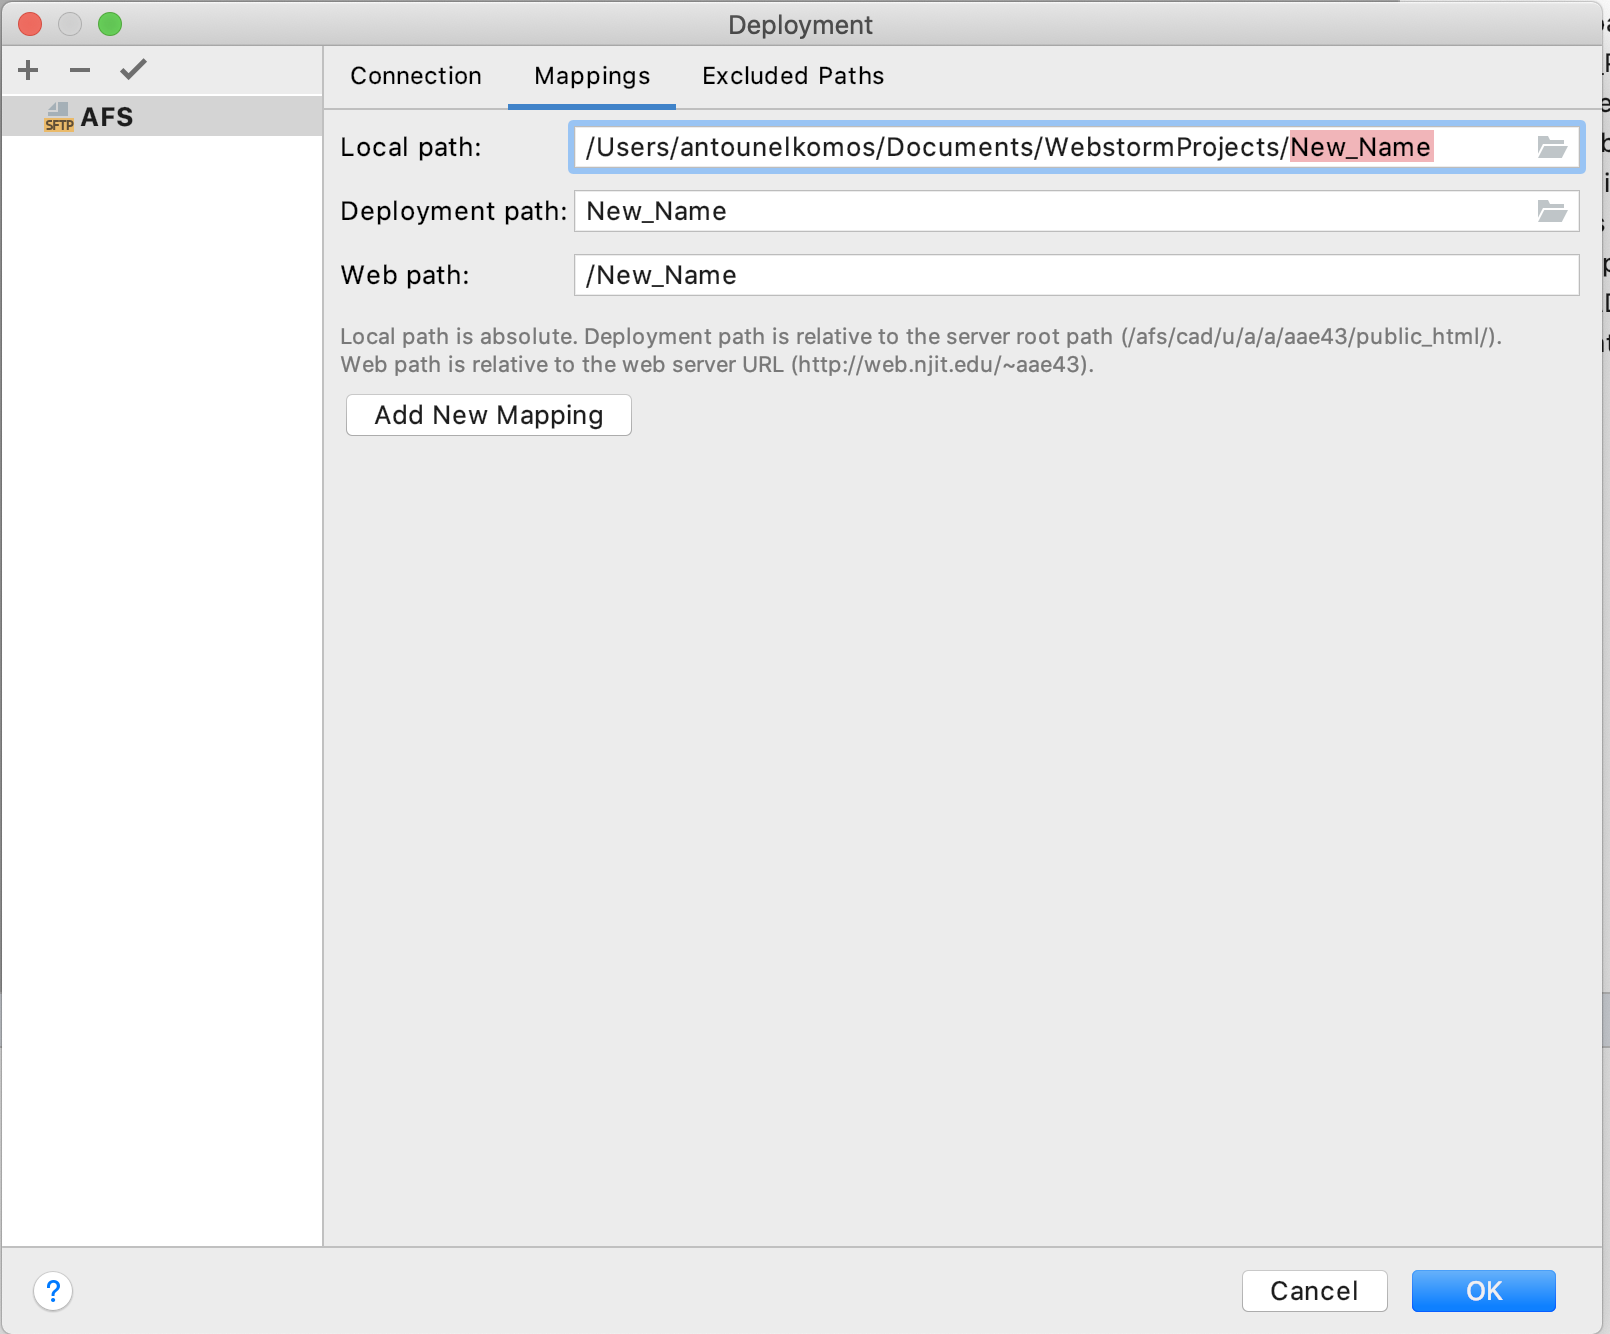 Deployment
Connection Mappings Excluded Paths
SFTP AFS
Local path: /Users/antounelkomos/Documents/WebstormProjects/New_Name
Deployment path: New_Name
Web path: /New_Name
Local path is absolute. Deployment path is relative to the server root path (/afs/cad/u/a/a/aae43/public_html/).
Web path is relative to the web server URL (http://web.njit.edu/~aae43).
Add New Mapping
? Cancel OK